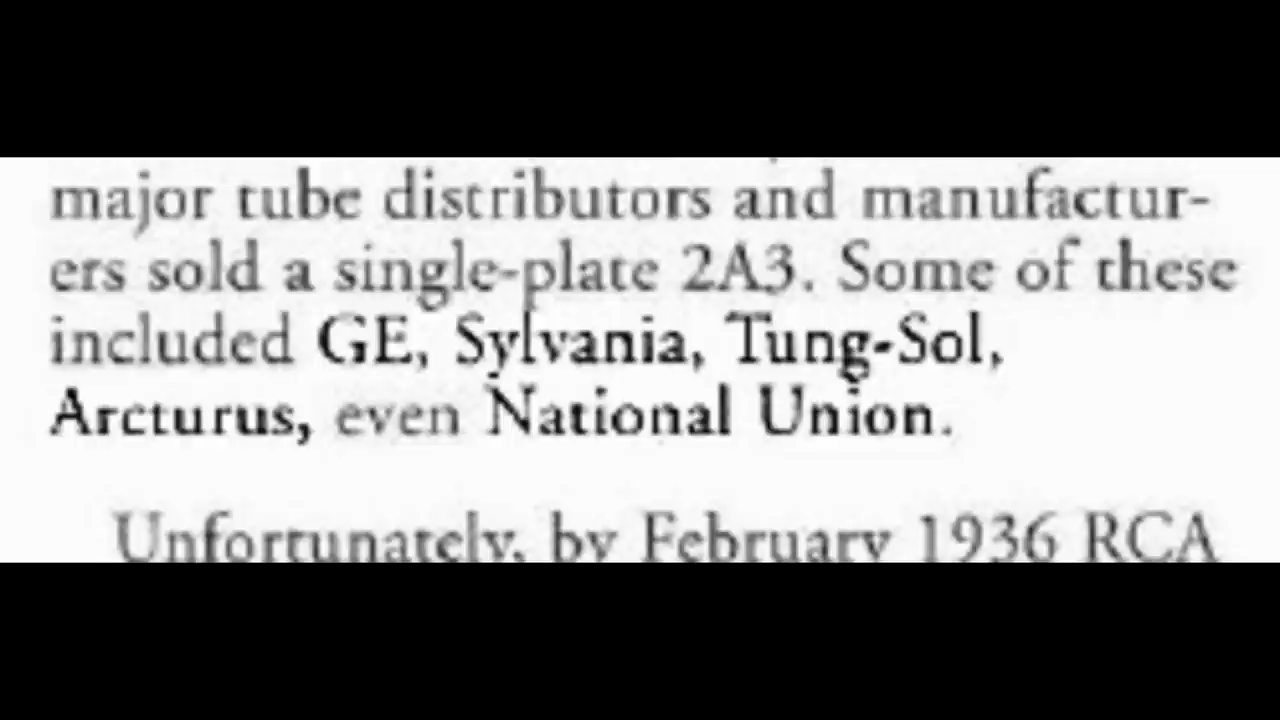 major tube distributors and manufactur-
ers sold a single-plate 2A3. Some of these
included GE, Sylvania, Tung-Sol,
Arcturus, even National Union.
Unfortunately, by February 1936 RCA